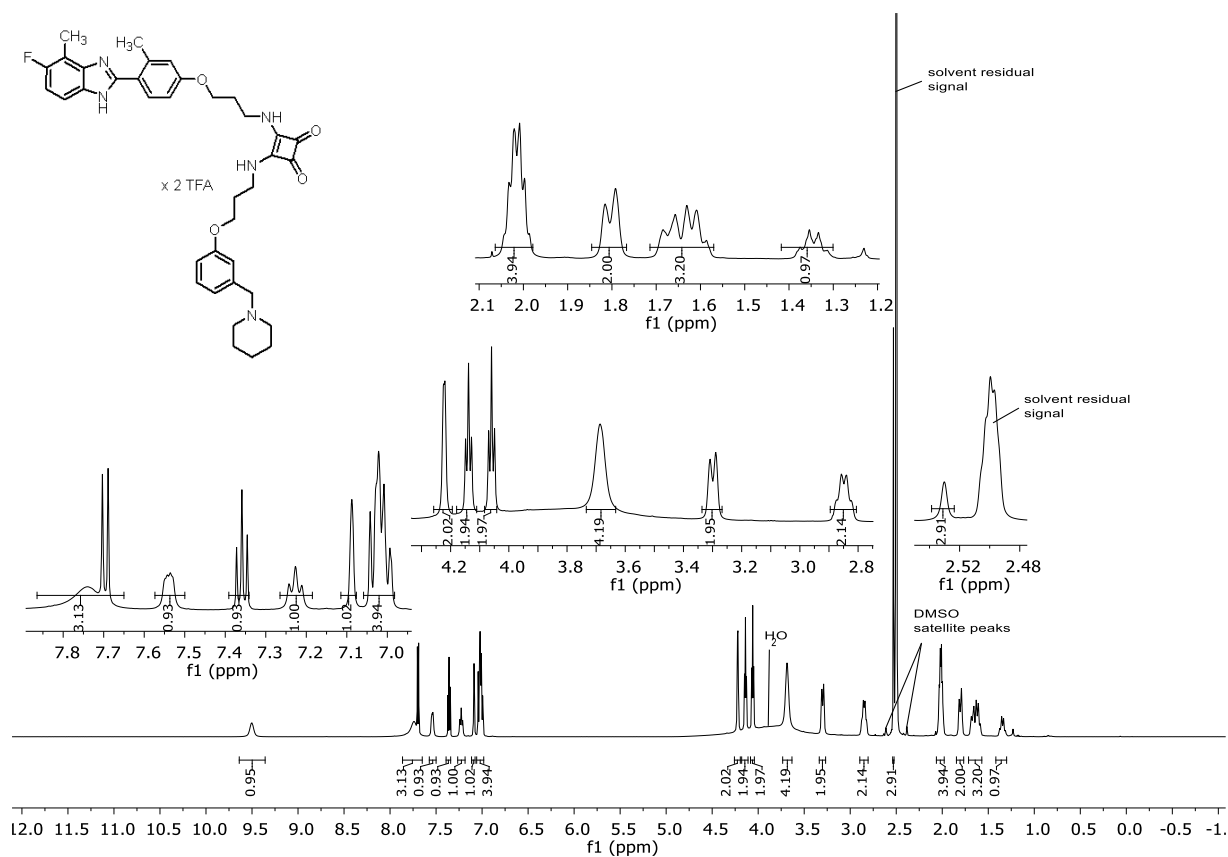 CH3
H3C
F
N
N
H
O
NH
O
HN
O
x 2 TFA
O
N
solvent residual
signal
3.94
2.00
3.20
0.97
2.1 2.0 1.9 1.8 1.7 1.6 1.5 1.4 1.3 1.2
f1 (ppm)
solvent residual
signal
2.02
1.94
1.97
4.19
1.95
2.14
4.2 4.0 3.8 3.6 3.4 3.2 3.0 2.8
f1 (ppm)
2.91
2.52 2.48
f1 (ppm)
3.13
0.93
0.93
1.00
1.02
3.94
7.8 7.7 7.6 7.5 7.4 7.3 7.2 7.1 7.0
f1 (ppm)
DMSO
satellite peaks
H2O
0.95
3.13
0.93
0.93
1.00
1.02
3.94
2.02
1.94
1.97
4.19
1.95
2.14
2.91
3.94
2.00
3.20
0.97
12.0 11.5 11.0 10.5 10.0 9.5 9.0 8.5 8.0 7.5 7.0 6.5 6.0 5.5 5.0 4.5 4.0 3.5 3.0 2.5 2.0 1.5 1.0 0.5 0.0 -0.5 -1.
f1 (ppm)